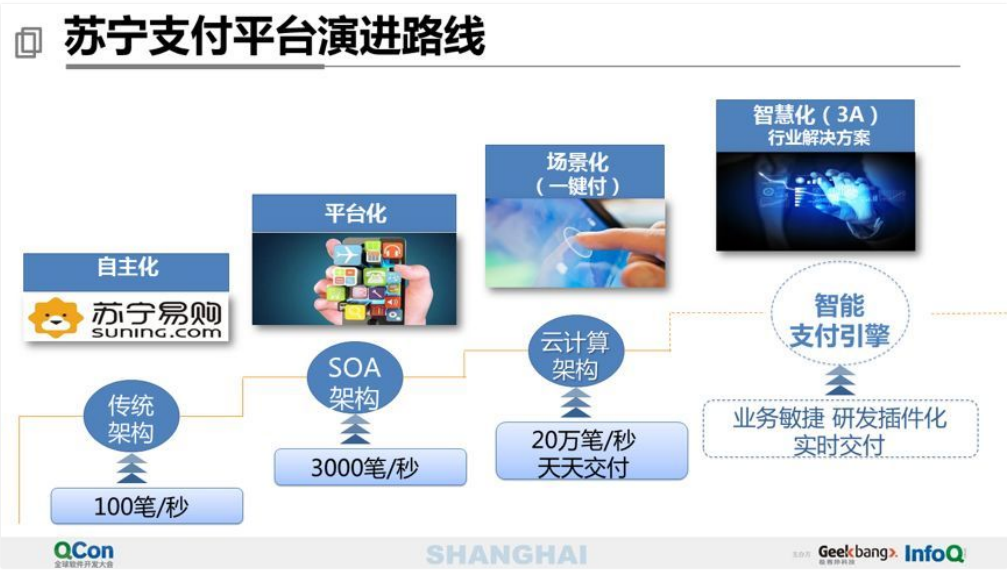 苏宁支付平台演进路线
智慧化（3A）
行业解决方案
场景化
（一键付）
平台化
自主化
苏宁易购
suning.com
智能
支付引擎
云计算
架构
SOA
架构
传统
架构
业务敏捷 研发插件化
实时交付
20万笔/秒
天天交付
3000笔/秒
100笔/秒
QCon
全球软件开发大会
SHANGHAI
Geekbang>.
极客邦科技
InfoQ